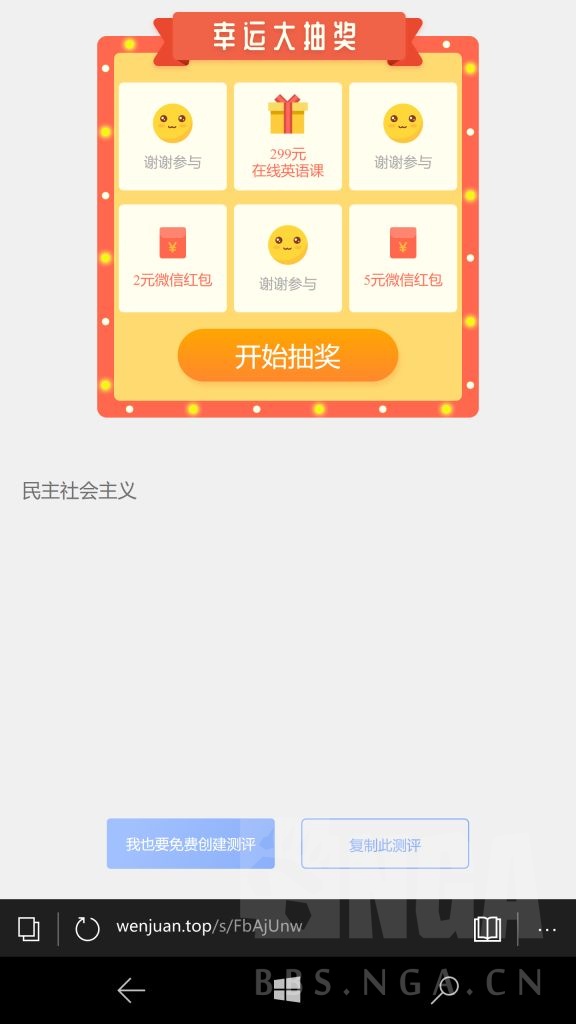 幸运大抽奖
谢谢参与
299元
在线英语课
谢谢参与
¥
2元微信红包
谢谢参与
¥
5元微信红包
开始抽奖
民主社会主义
我也要免费创建测评
复制此测评
NGA
wenjuan.top/s/FbAjUnw
BBS.NGA.CN